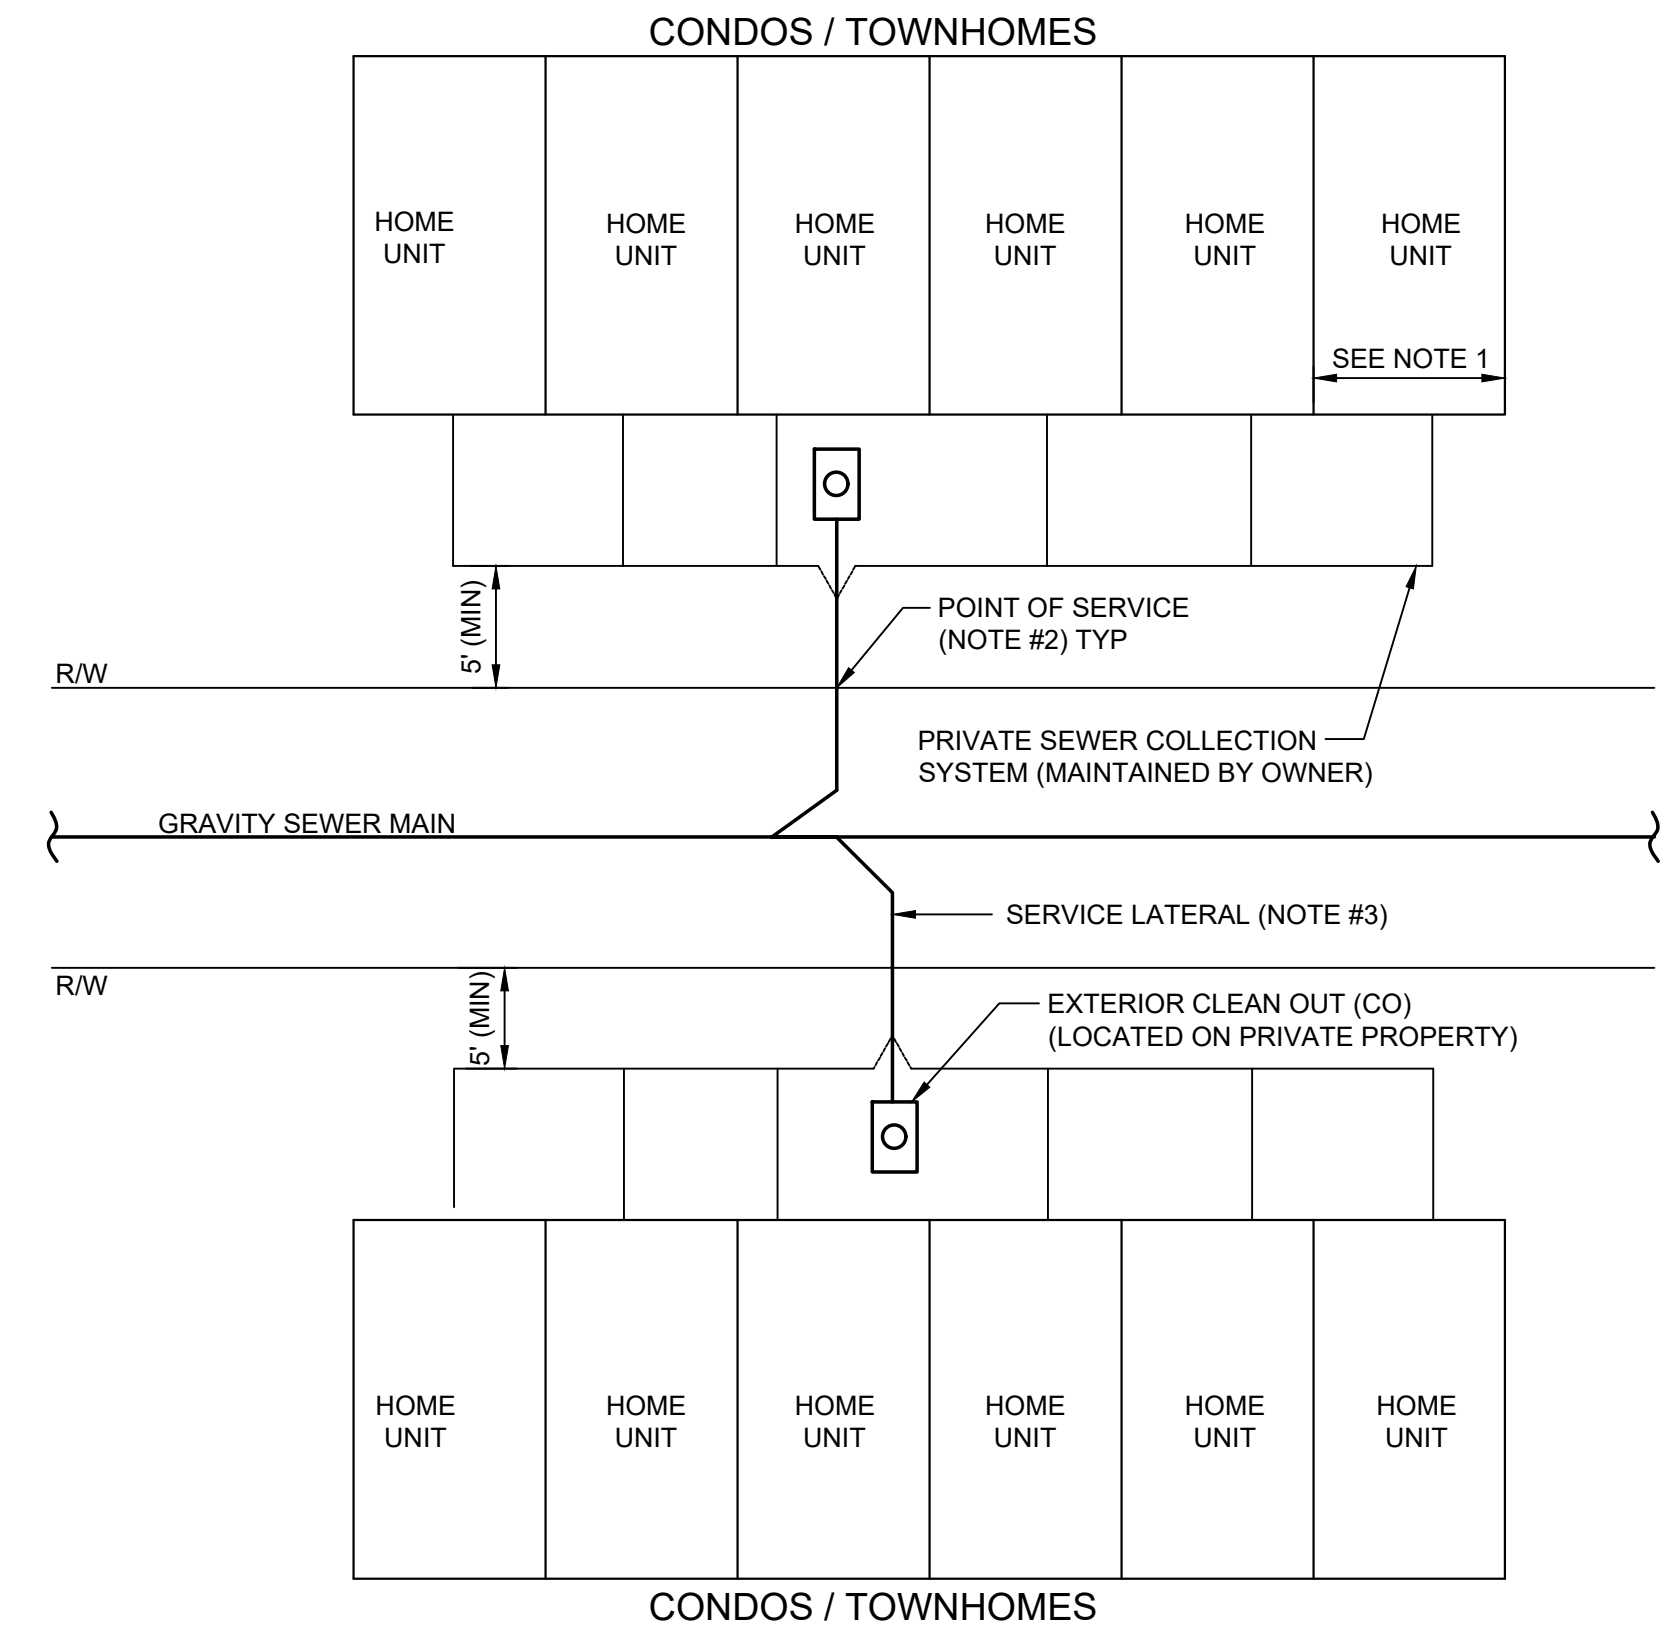 CONDOS / TOWNHOMES
HOME
UNIT
HOME
UNIT
HOME
UNIT
HOME
UNIT
HOME
UNIT
HOME
UNIT
SEE NOTE 1
5' (MIN)
POINT OF SERVICE
(NOTE #2) TYP
R/W
PRIVATE SEWER COLLECTION
SYSTEM (MAINTAINED BY OWNER)
GRAVITY SEWER MAIN
SERVICE LATERAL (NOTE #3)
R/W
5' (MIN)
EXTERIOR CLEAN OUT (CO)
(LOCATED ON PRIVATE PROPERTY)
HOME
UNIT
HOME
UNIT
HOME
UNIT
HOME
UNIT
HOME
UNIT
HOME
UNIT
CONDOS / TOWNHOMES